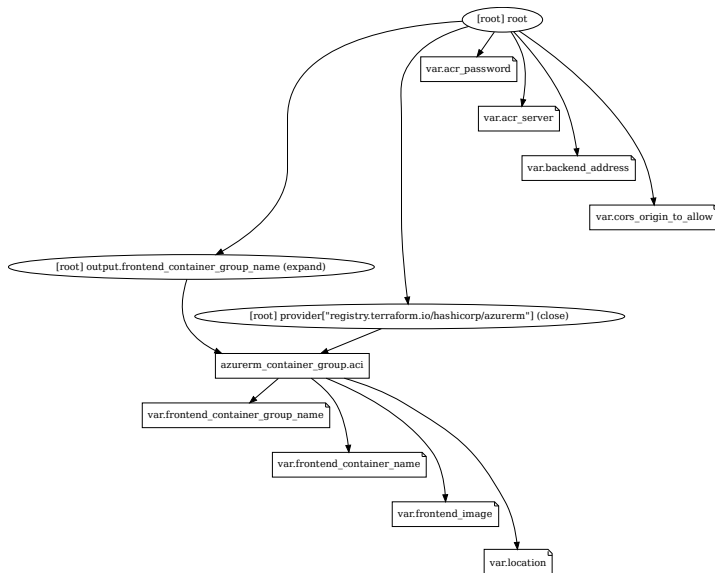 [root] root
var.acr_password
var.acr_server
var.backend_address
var.cors_origin_to_allow
[root] output.frontend_container_group_name (expand)
[root] provider["registry.terraform.io/hashicorp/azurerm"] (close)
azurerm_container_group.aci
var.frontend_container_group_name
var.frontend_container_name
var.frontend_image
var.location